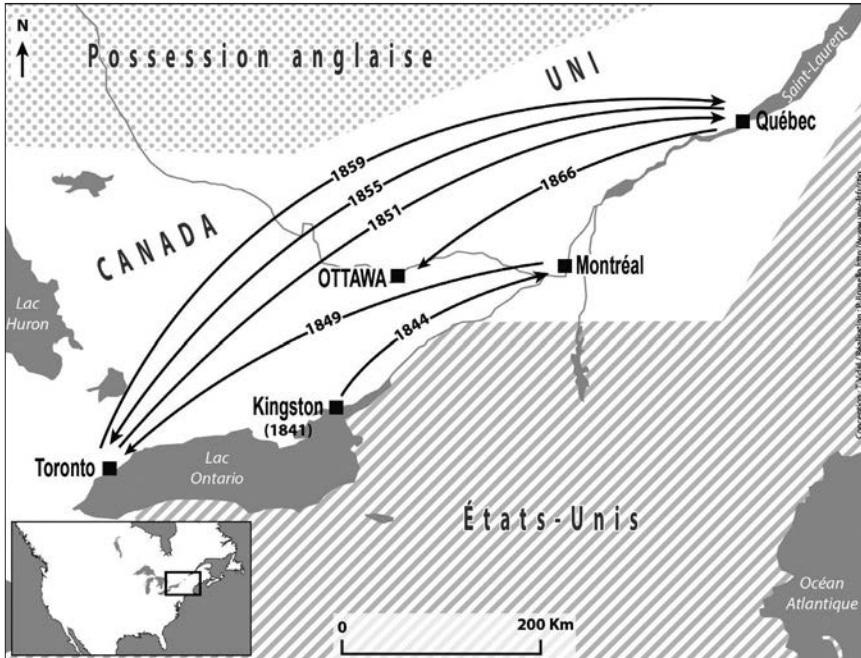 N
Possession anglaise
UNI
CANADA
Saint-Laurent
Québec
1859
1855
1851
1866
OTTAWA
Montréal
Lac
Huron
1849
1844
Kingston
(1841)
Toronto
Lac
Ontario
États-Unis
Océan
Atlantique
0 200 Km